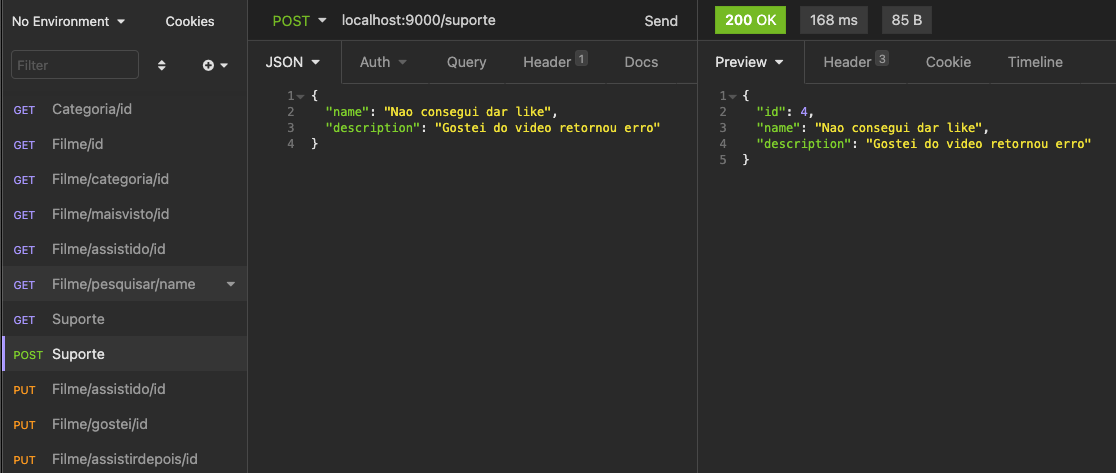 No Environment
Cookies
Filter
GET Categoria/id
GET Filme/id
GET Filme/categoria/id
GET Filme/maisvisto/id
GET Filme/assistido/id
GET Filme/pesquisar/name
GET Suporte
POST Suporte
PUT Filme/assistido/id
PUT Filme/gostei/id
PUT Filme/assistirdepois/id
POST localhost:9000/suporte Send
JSON Auth Query Header 1 Docs
1 {
2 "name": "Nao consegui dar like",
3 "description": "Gostei do video retornou erro"
4 }
200 OK 168 ms 85 B
Preview Header 3 Cookie Timeline
1 {
2 "id": 4,
3 "name": "Nao consegui dar like",
4 "description": "Gostei do video retornou erro"
5 }